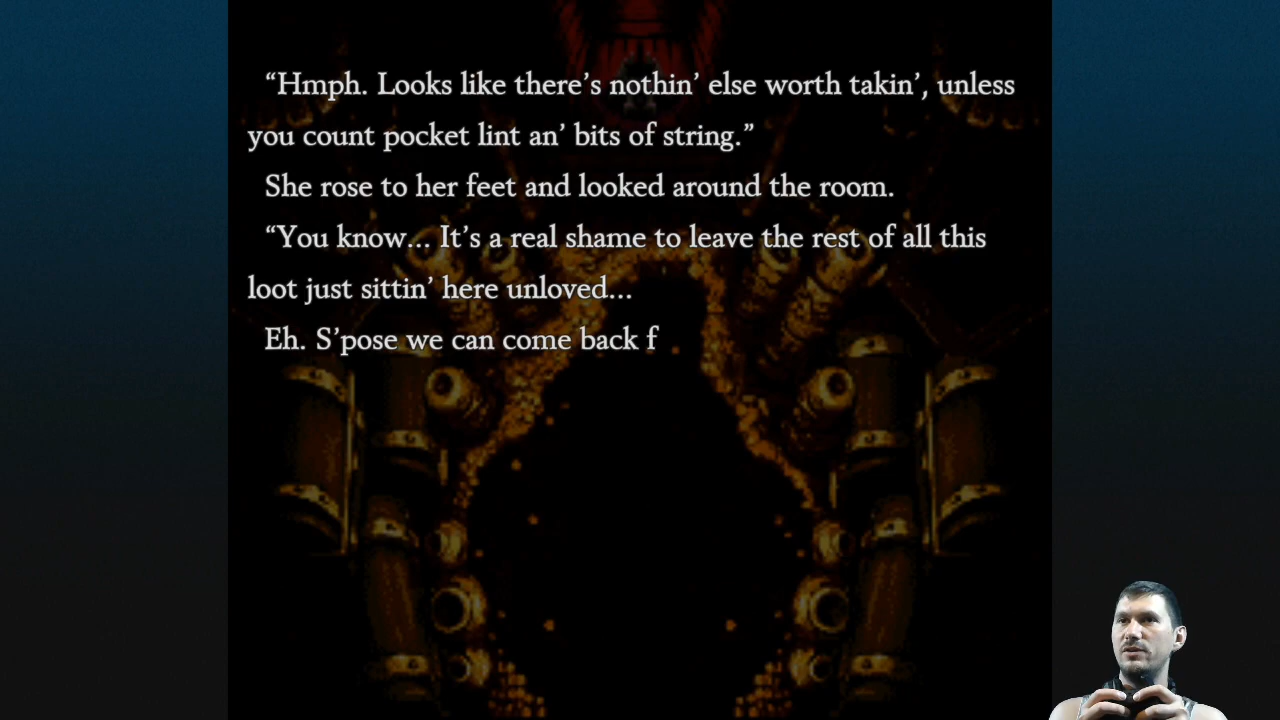 “Hmph. Looks like there’s nothin’ else worth takin’, unless
you count pocket lint an’ bits of string.”
She rose to her feet and looked around the room.
“You know... It’s a real shame to leave the rest of all this
loot just sittin’ here unloved...
Eh. S’pose we can come back f